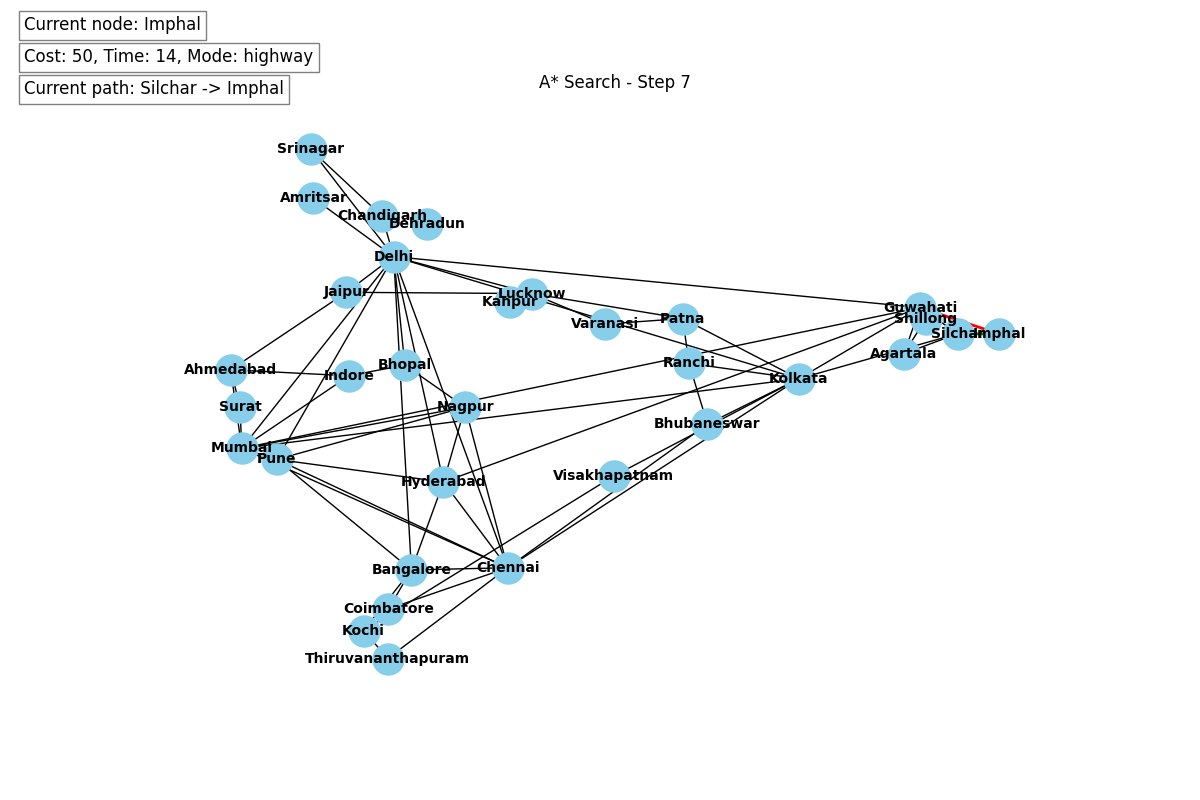 Current node: Imphal
Cost: 50, Time: 14, Mode: highway
Current path: Silchar -> Imphal
A* Search - Step 7
Srinagar
Amritsar
Chandigarh
Dehradun
Delhi
Jaipur
Lucknow
Kanpur
Varanasi
Patna
Guwahati
Shillong
Silchar
Imphal
Agartala
Ranchi
Kolkata
Ahmedabad
Indore
Bhopal
Surat
Nagpur
Bhubaneswar
Mumbai
Pune
Hyderabad
Visakhapatnam
Bangalore
Chennai
Coimbatore
Kochi
Thiruvananthapuram